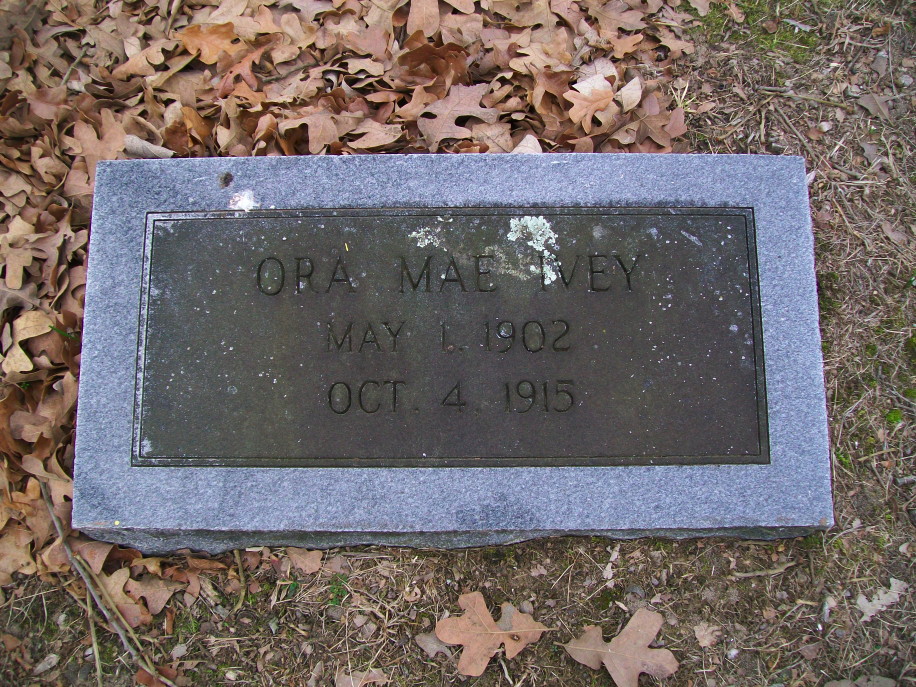 ORA MAE IVEY
MAY 1. 1902
OCT. 4. 1915